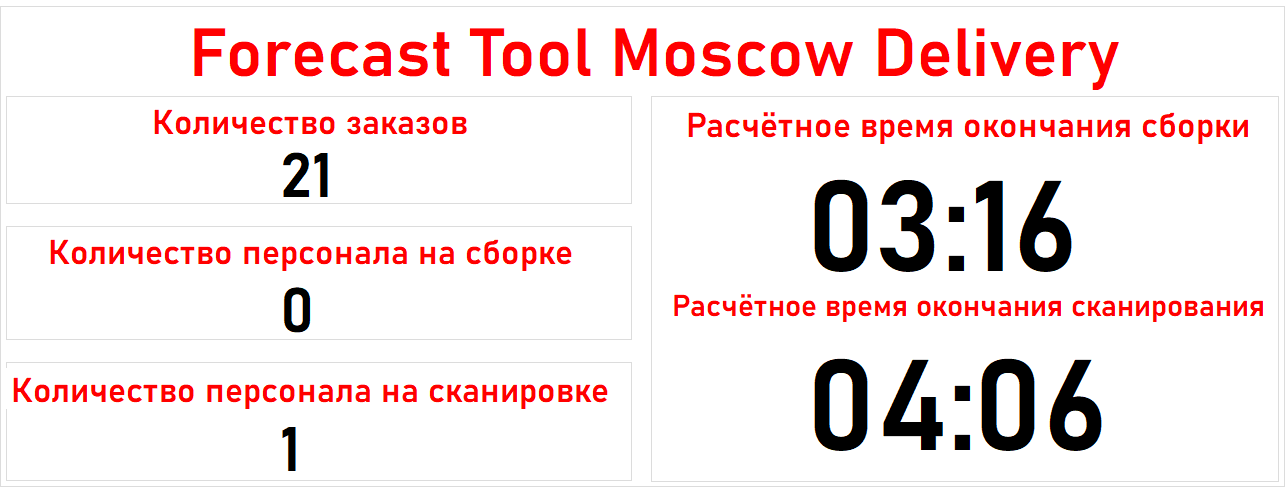 Forecast Tool Moscow Delivery
Количество заказов
21
Количество персонала на сборке
0
Количество персонала на сканировке
1
Расчётное время окончания сборки
03:16
Расчётное время окончания сканирования
04:06